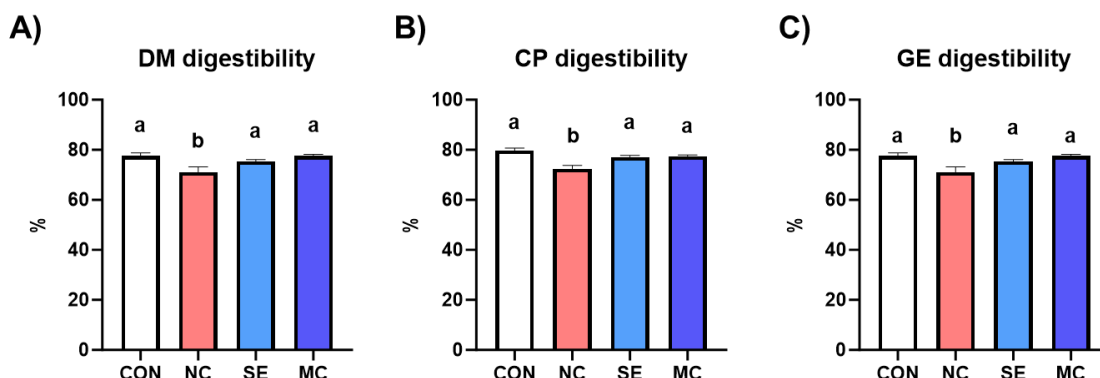 A)
DM digestibility
100
80
60
40
20
0
%
a
b
a
a
CON NC SE MC
B)
CP digestibility
100
80
60
40
20
0
%
a
b
a
a
CON NC SE MC
C)
GE digestibility
100
80
60
40
20
0
%
a
b
a
a
CON NC SE MC